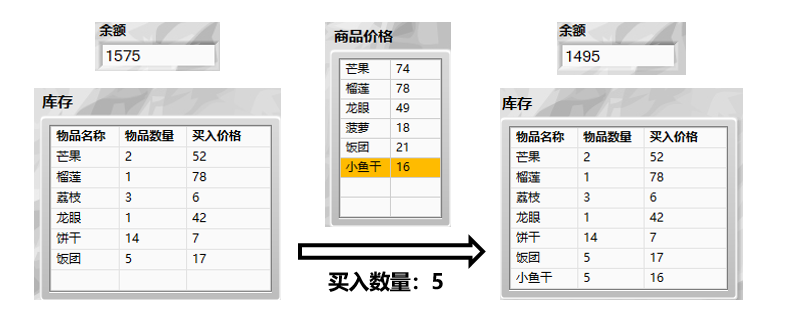 余额
1575
库存
物品名称 物品数量 买入价格
芒果 2 52
榴莲 1 78
荔枝 3 6
龙眼 1 42
饼干 14 7
饭团 5 17
商品价格
芒果 74
榴莲 78
龙眼 49
菠萝 18
饭团 21
小鱼干 16
买入数量：5
余额
1495
库存
物品名称 物品数量 买入价格
芒果 2 52
榴莲 1 78
荔枝 3 6
龙眼 1 42
饼干 14 7
饭团 5 17
小鱼干 5 16